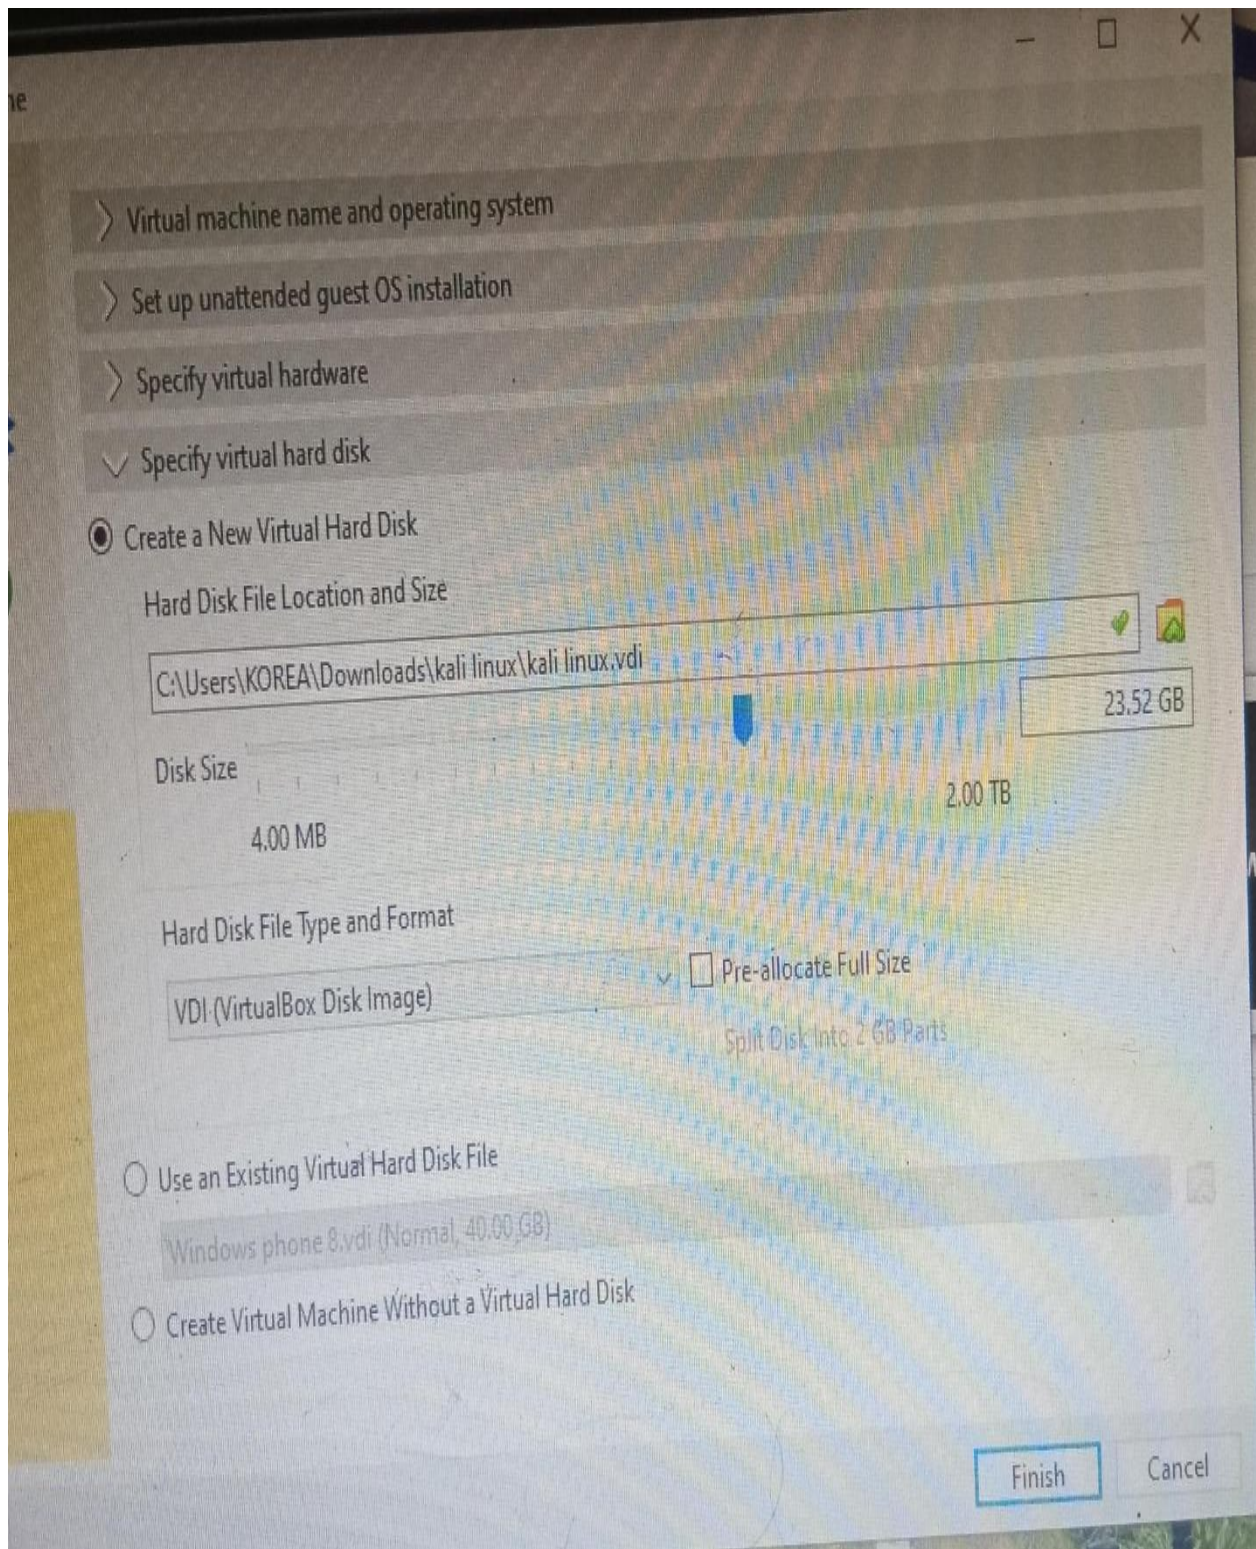 ne
Virtual machine name and operating system
Set up unattended guest OS installation
Specify virtual hardware
Specify virtual hard disk
Create a New Virtual Hard Disk
Hard Disk File Location and Size
C:\Users\KOREA\Downloads\kali linux\kali linux.vdi
23.52 GB
Disk Size
4.00 MB
2.00 TB
Hard Disk File Type and Format
VDI (VirtualBox Disk Image)
Pre-allocate Full Size
Split Disk Into 2 GB Parts
Use an Existing Virtual Hard Disk File
Windows phone 8.vdi (Normal, 40.00 GB)
Create Virtual Machine Without a Virtual Hard Disk
Finish
Cancel